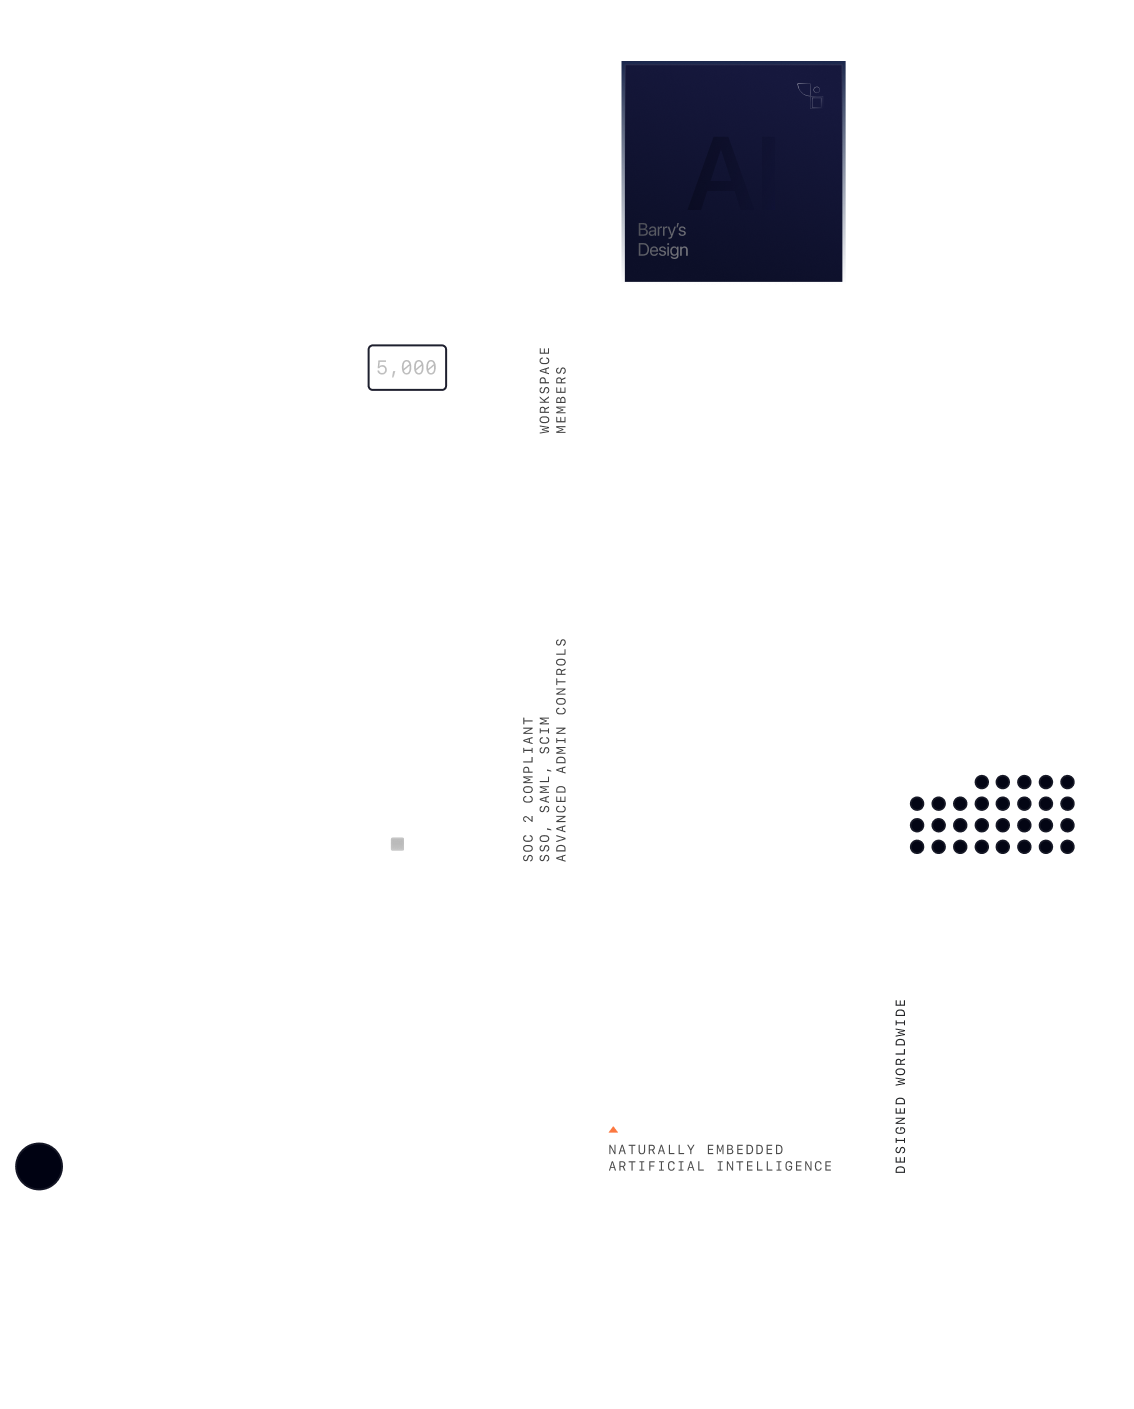 AI
Barry's
Design
5,000
WORKSPACE
MEMBERS
SOC 2 COMPLIANT
SSO, SAML, SCIM
ADVANCED ADMIN CONTROLS
DESIGNED WORLDWIDE
NATURALLY EMBEDDED
ARTIFICIAL INTELLIGENCE